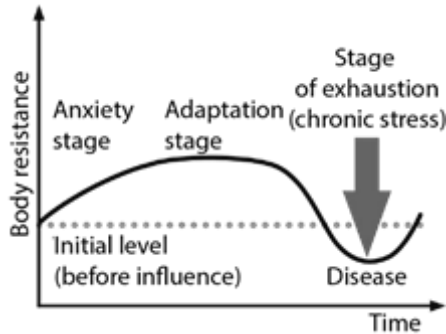 Body resistance
Anxiety
stage
Adaptation
stage
Stage
of exhaustion
(chronic stress)
Initial level
(before influence)
Disease
Time